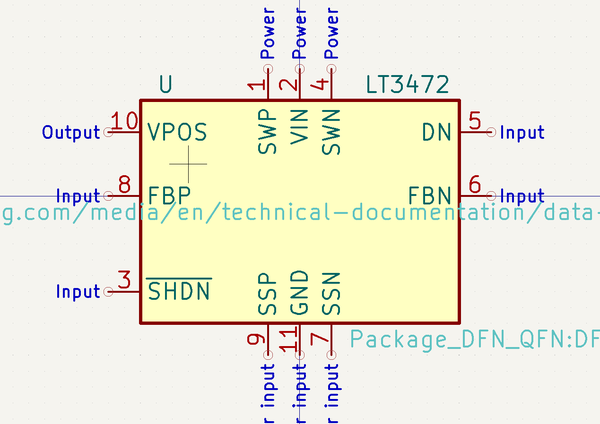 Power Power Power
1 2 4
U LT3472
Output 10 VPOS SWP VIN SWN DN 5 Input
Input 8 FBP FBN 6 Input
g.com/media/en/technical-documentation/data-
Input 3 SHDN SSP GND SSN
9 11 7
Package_DFN_QFN:DF
r input r input r input